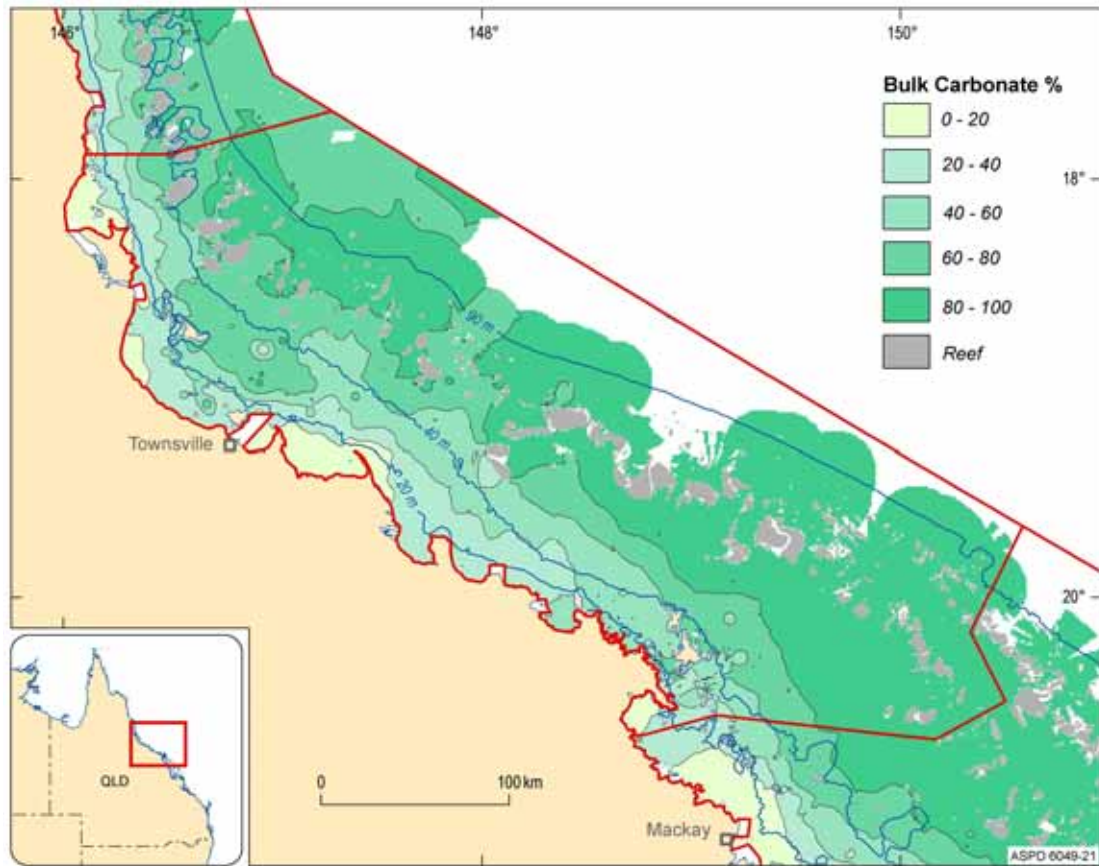 146°
148°
150°
Bulk Carbonate %
0 - 20
20 - 40
40 - 60
60 - 80
80 - 100
Reef
18°
90 m
40 m
20 m
Townsville
20°
QLD
0
100 km
Mackay
ASPD 6049-21